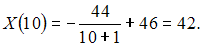 X(10) = −44/(10 + 1) + 46 = 42.